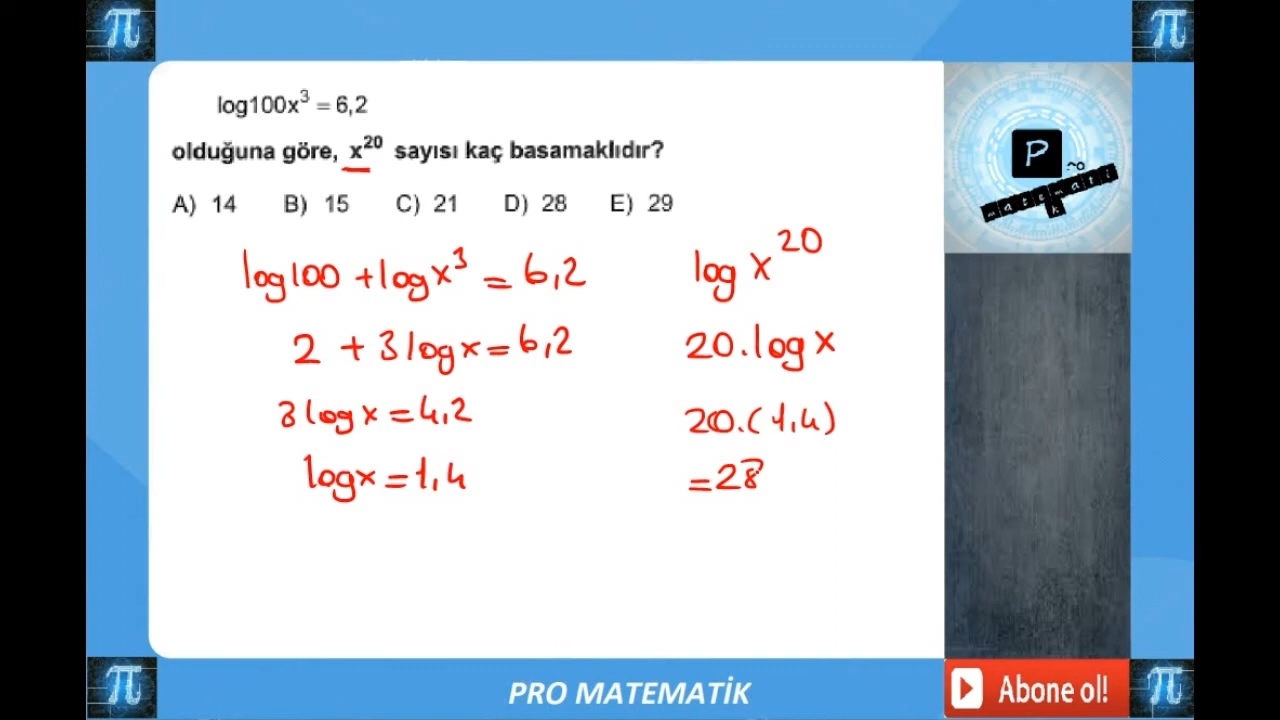 π
π
log100x³ = 6,2
olduğuna göre, x²⁰ sayısı kaç basamaklıdır?
A) 14 B) 15 C) 21 D) 28 E) 29
P
matematik
log100 + logx³ = 6,2
2 + 3logx = 6,2
3logx = 4,2
logx = 1,4
log x²⁰
20.log x
20.(1,4)
= 28
π
PRO MATEMATİK
Abone ol!
π